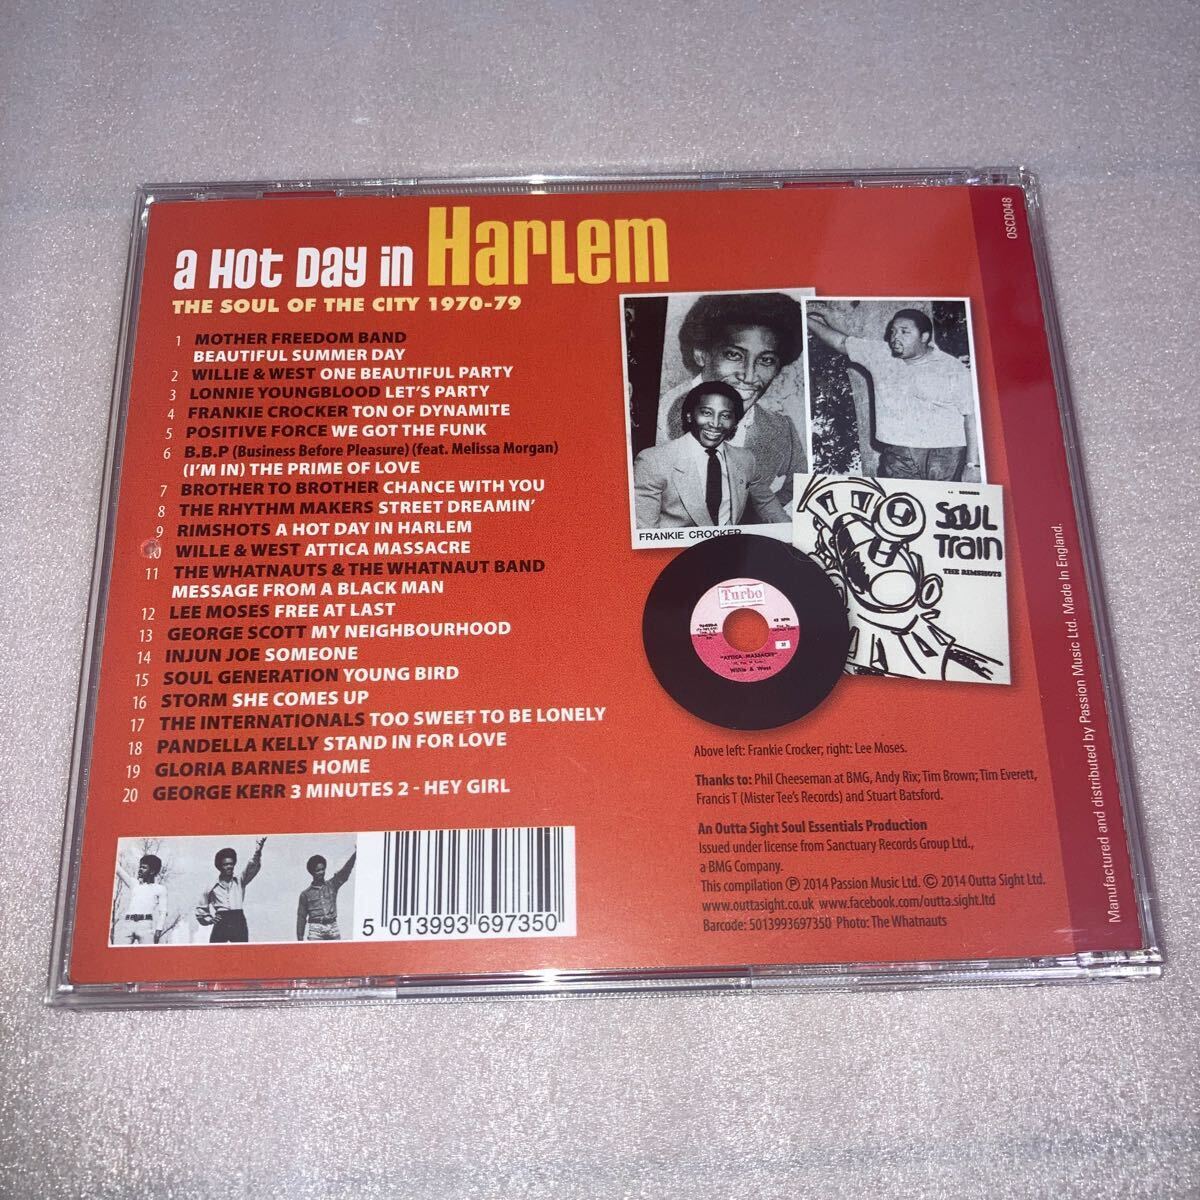 a Hot Day in Harlem
THE SOUL OF THE CITY 1970-79
1 MOTHER FREEDOM BAND
BEAUTIFUL SUMMER DAY
2 WILLIE & WEST ONE BEAUTIFUL PARTY
3 LONNIE YOUNGBLOOD LET'S PARTY
4 FRANKIE CROCKER TON OF DYNAMITE
5 POSITIVE FORCE WE GOT THE FUNK
6 B.B.P (Business Before Pleasure) (feat. Melissa Morgan)
(I'M IN) THE PRIME OF LOVE
7 BROTHER TO BROTHER CHANCE WITH YOU
8 THE RHYTHM MAKERS STREET DREAMIN'
9 RIMSHOTS A HOT DAY IN HARLEM
10 WILLE & WEST ATTICA MASSACRE
11 THE WHATNAUTS & THE WHATNAUT BAND
MESSAGE FROM A BLACK MAN
12 LEE MOSES FREE AT LAST
13 GEORGE SCOTT MY NEIGHBOURHOOD
14 INJUN JOE SOMEONE
15 SOUL GENERATION YOUNG BIRD
16 STORM SHE COMES UP
17 THE INTERNATIONALS TOO SWEET TO BE LONELY
18 PANDELLA KELLY STAND IN FOR LOVE
19 GLORIA BARNES HOME
20 GEORGE KERR 3 MINUTES 2 - HEY GIRL
5 013993 697350
FRANKIE CROCKER
SOUL
Train
THE RIMSHOTS
Turbo
45 RPM
"ATTICA MASSACRE"
Willie & West
Above left: Frankie Crocker; right: Lee Moses.
Thanks to: Phil Cheeseman at BMG, Andy Rix; Tim Brown; Tim Everett,
Francis T (Mister Tee's Records) and Stuart Batsford.
An Outta Sight Soul Essentials Production
Issued under license from Sanctuary Records Group Ltd.,
a BMG Company.
This compilation ℗ 2014 Passion Music Ltd. © 2014 Outta Sight Ltd.
www.outtasight.co.uk www.facebook.com/outta.sight.ltd
Barcode: 5013993697350 Photo: The Whatnauts
OSCD048
Manufactured and distributed by Passion Music Ltd. Made In England.